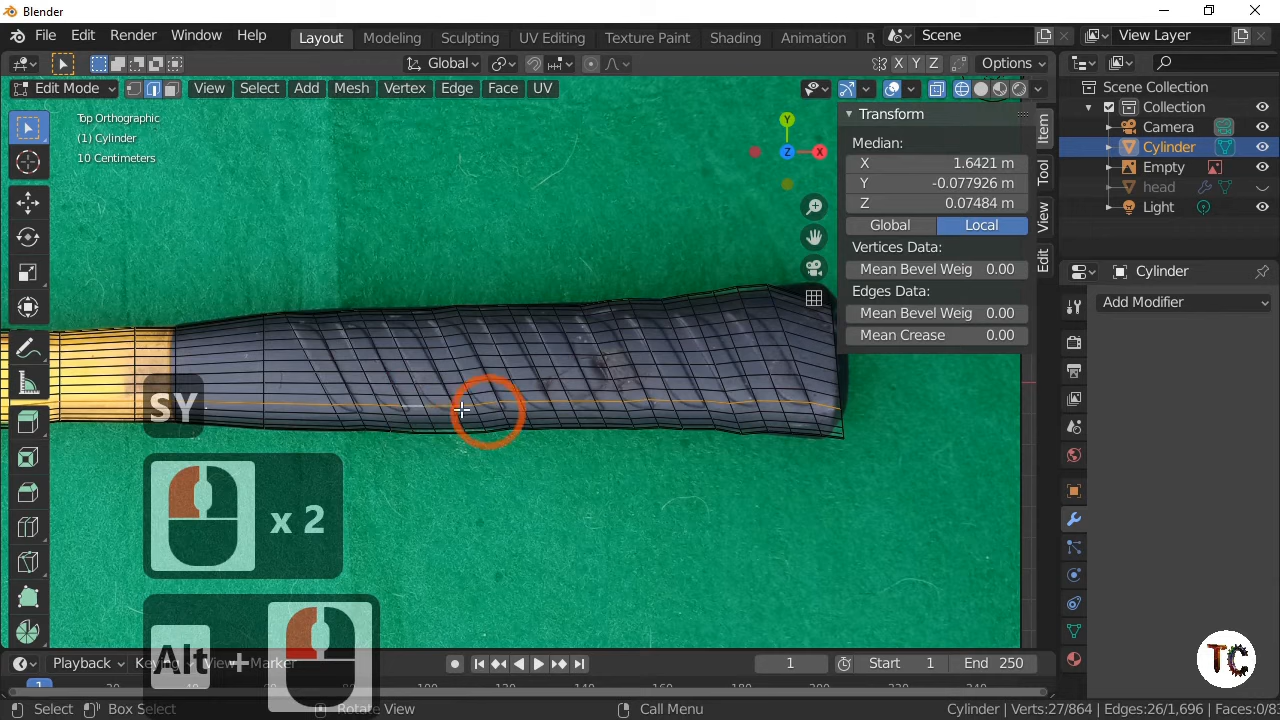 Blender
File Edit Render Window Help Layout Modeling Sculpting UV Editing Texture Paint Shading Animation R Scene View Layer
Global X Y Z Options
Edit Mode View Select Add Mesh Vertex Edge Face UV
Top Orthographic
(1) Cylinder
10 Centimeters
Y
Z
X
Transform
Median:
X 1.6421 m
Y -0.077926 m
Z 0.07484 m
Global Local
Vertices Data:
Mean Bevel Weig 0.00
Edges Data:
Mean Bevel Weig 0.00
Mean Crease 0.00
Item
Tool
View
Edit
Scene Collection
Collection
Camera
Cylinder
Empty
head
Light
Cylinder
Add Modifier
SY
x 2
Alt +
TC
Playback Keying View Marker 1 Start 1 End 250
1
Select Box Select Rotate View Call Menu Cylinder | Verts:27/864 | Edges:26/1,696 | Faces:0/83